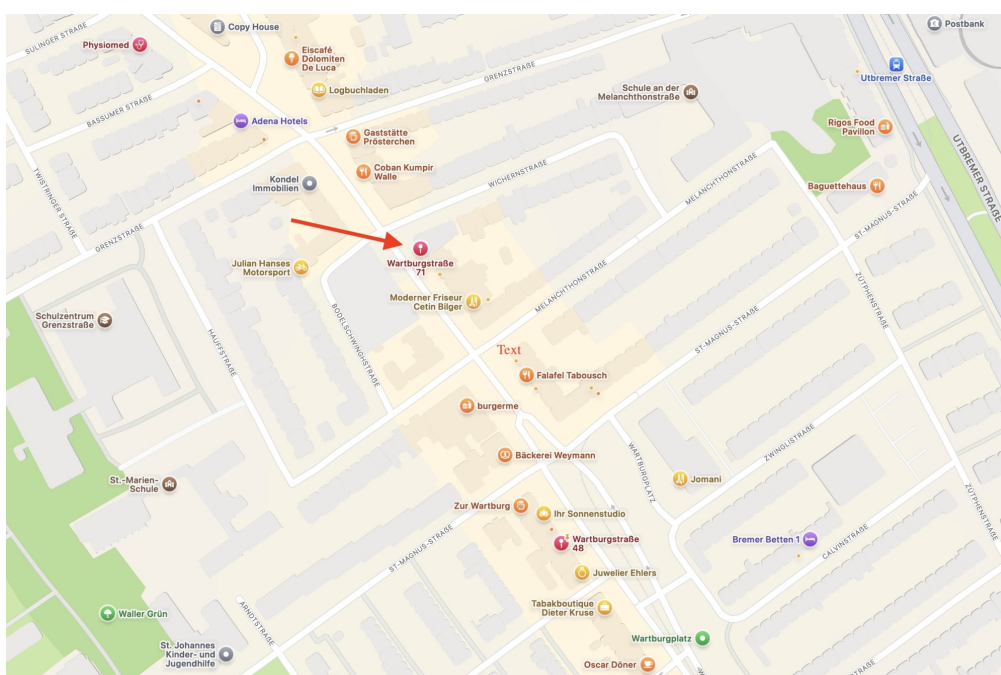 Postbank
Copy House
SULINGER STRAßE
Physiomed
Eiscafé
Dolomiten
De Luca
GRENZSTRAßE
Utbremer Straße
Logbuchladen
Schule an der
Melanchthonstraße
BASSUMER STRAßE
Adena Hotels
Rigos Food
Pavillon
Gaststätte
Prösterchen
UTBREMER STRAßE
Coban Kumpir
Walle
WICHERNSTRAßE
Kondel
Immobilien
MELANCHTHONSTRAßE
Baguettehaus
TWISTRINGER STRAßE
ST-MAGNUS-STRAßE
GRENZSTRAßE
Wartburgstraße
71
Julian Hanses
Motorsport
MELANCHTHONSTRAßE
ZÜTPHENSTRAßE
Moderner Friseur
Cetin Bilger
Schulzentrum
Grenzstraße
BODELSCHWINGHSTRAßE
HAUFFSTRAßE
ST-MAGNUS-STRAßE
Text
Falafel Tabousch
burgerme
ZWINGLISTRAßE
Bäckerei Weymann
WARTBURGPLATZ
Jomani
St.-Marien-
Schule
ZÜTPHENSTRAßE
Zur Wartburg
Ihr Sonnenstudio
Wartburgstraße
48
Bremer Betten 1
CALVINSTRAßE
ST-MAGNUS-STRAßE
Juwelier Ehlers
Waller Grün
ARNDTSTRAßE
Tabakboutique
Dieter Kruse
Wartburgplatz
St. Johannes
Kinder- und
Jugendhilfe
Oscar Döner